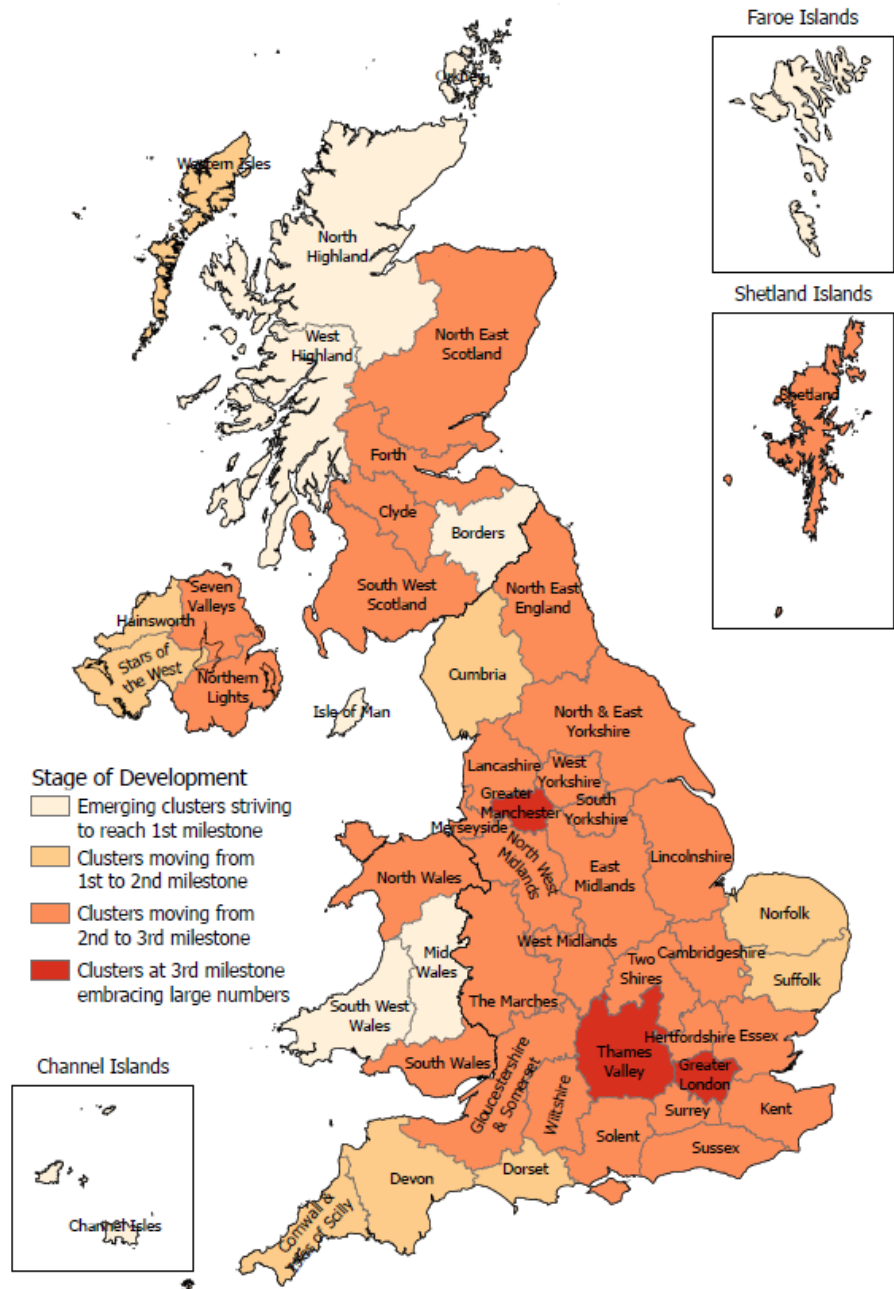 Faroe Islands
Orkney
Western Isles
North
Highland
Shetland Islands
West
Highland
North East
Scotland
Shetland
Forth
Clyde
Borders
South West
Scotland
North East
England
Seven
Valleys
Hainsworth
Stars of
the West
Northern
Lights
Cumbria
Isle of Man
North & East
Yorkshire
Stage of Development
Emerging clusters striving
to reach 1st milestone
Clusters moving from
1st to 2nd milestone
Clusters moving from
2nd to 3rd milestone
Clusters at 3rd milestone
embracing large numbers
Lancashire
West
Yorkshire
Greater
Manchester
South
Yorkshire
Merseyside
North West
Midlands
East
Midlands
Lincolnshire
North Wales
Norfolk
West Midlands
Mid
Wales
Two
Shires
Cambridgeshire
Suffolk
The Marches
South West
Wales
Hertfordshire
Essex
Thames
Valley
Greater
London
South Wales
Gloucestershire
& Somerset
Wiltshire
Surrey
Kent
Solent
Sussex
Channel Islands
Devon
Dorset
Cornwall &
Isles of Scilly
Channel Isles